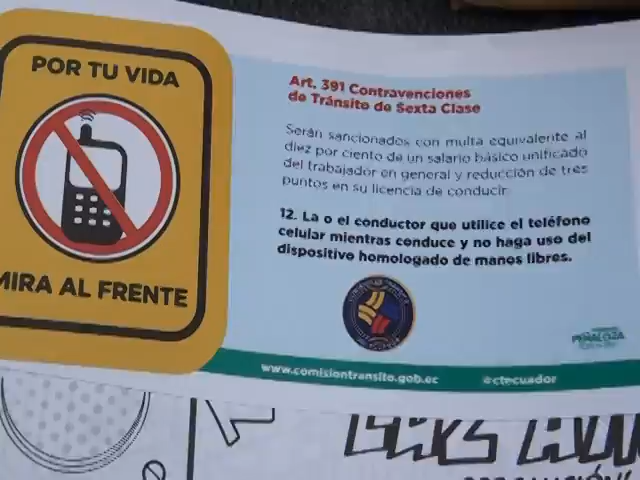 POR TU VIDA
MIRA AL FRENTE
Art. 391 Contravenciones
de Tránsito de Sexta Clase
Serán sancionados con multa equivalente al
diez por ciento de un salario básico unificado
del trabajador en general y reducción de tres
puntos en su licencia de conducir
12. La o el conductor que utilice el teléfono
celular mientras conduce y no haga uso del
dispositivo homologado de manos libres.
PEÑALOZA
www.comisiontransito.gob.ec @ctecuador